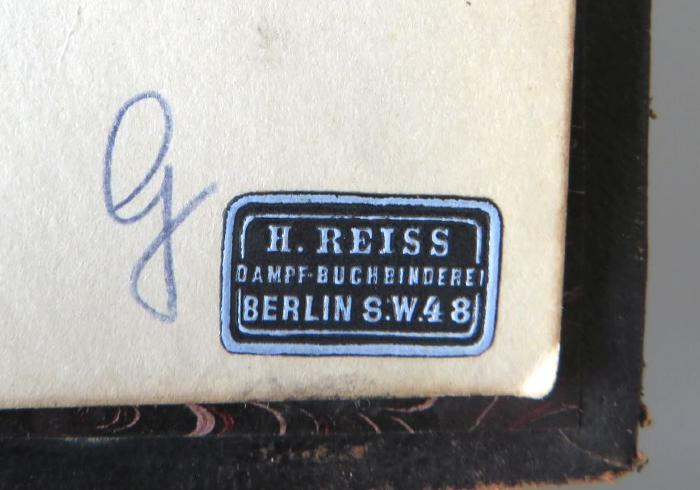 G
H. REISS
DAMPF-BUCHBINDEREI
BERLIN S.W.48